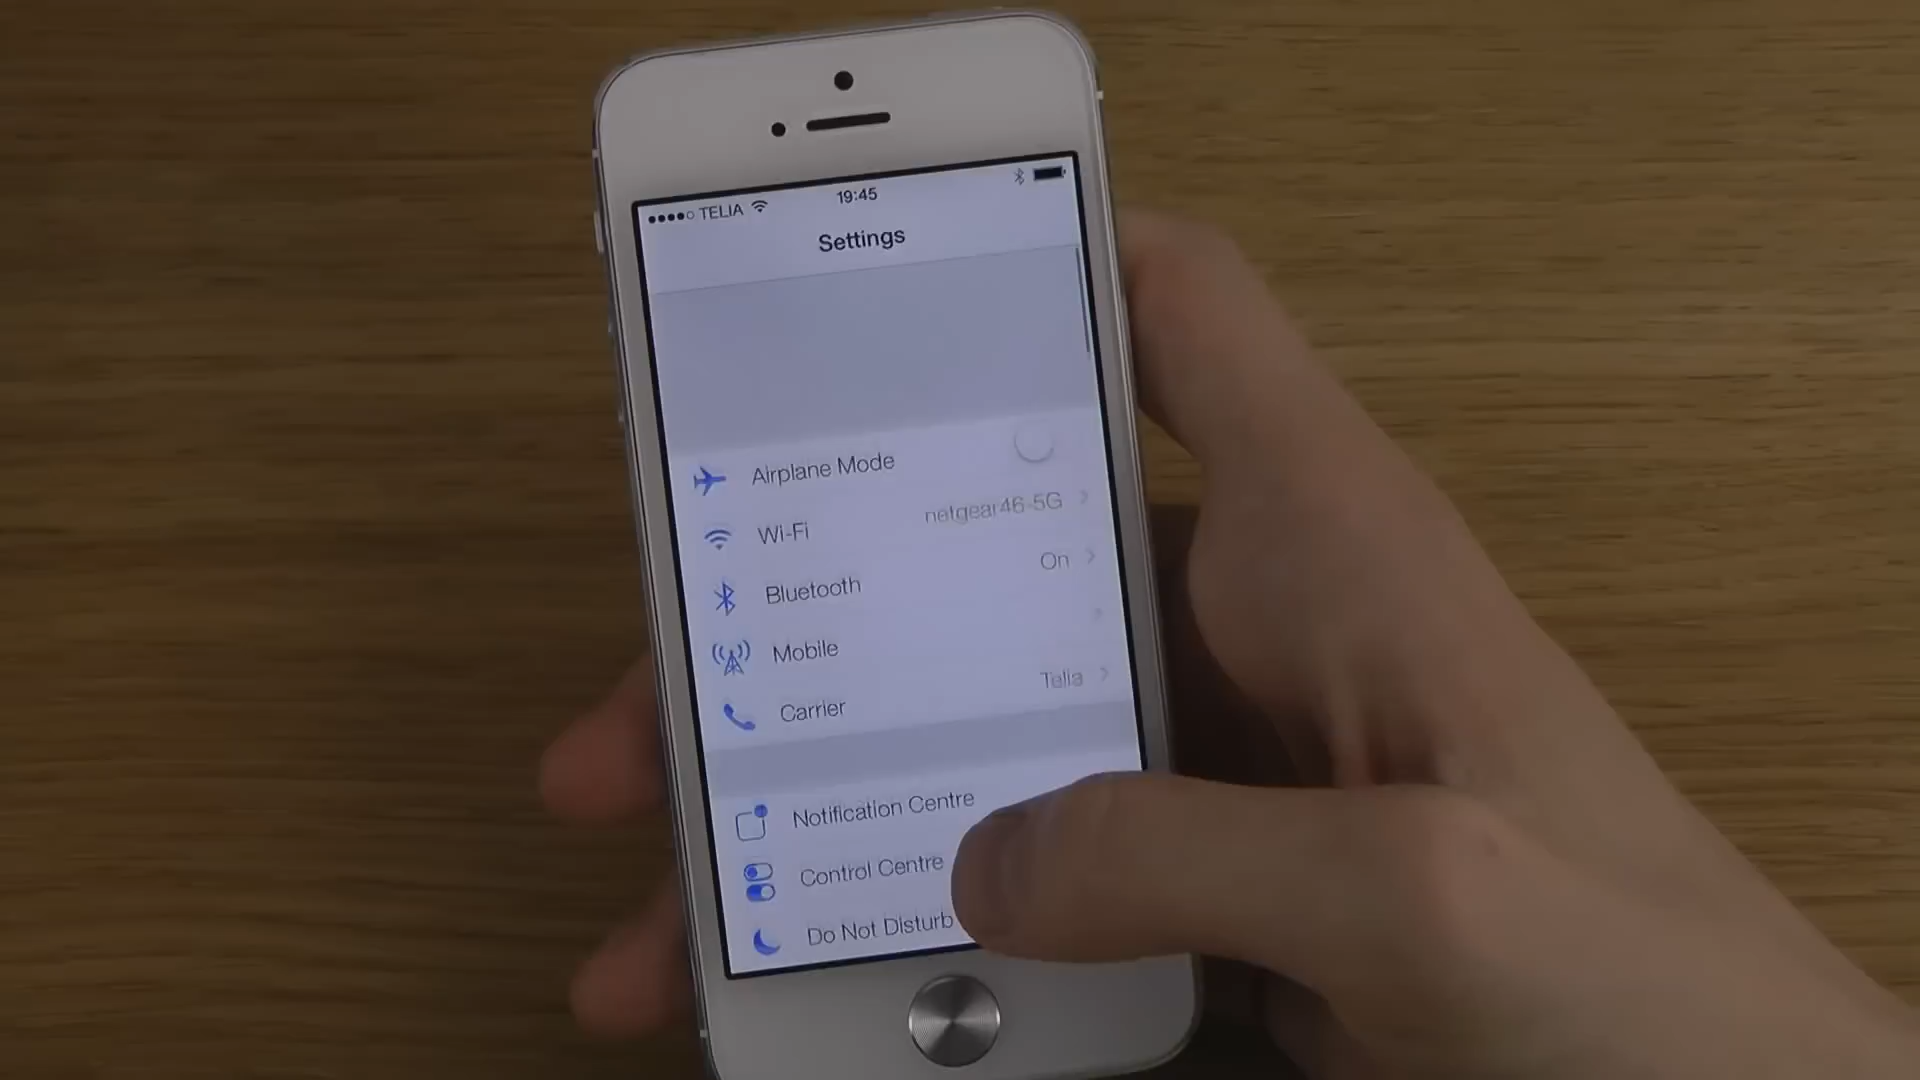 TELIA 19:45
Settings
Airplane Mode
Wi-Fi netgear46-5G
Bluetooth On
Mobile
Carrier Telia
Notification Centre
Control Centre
Do Not Disturb